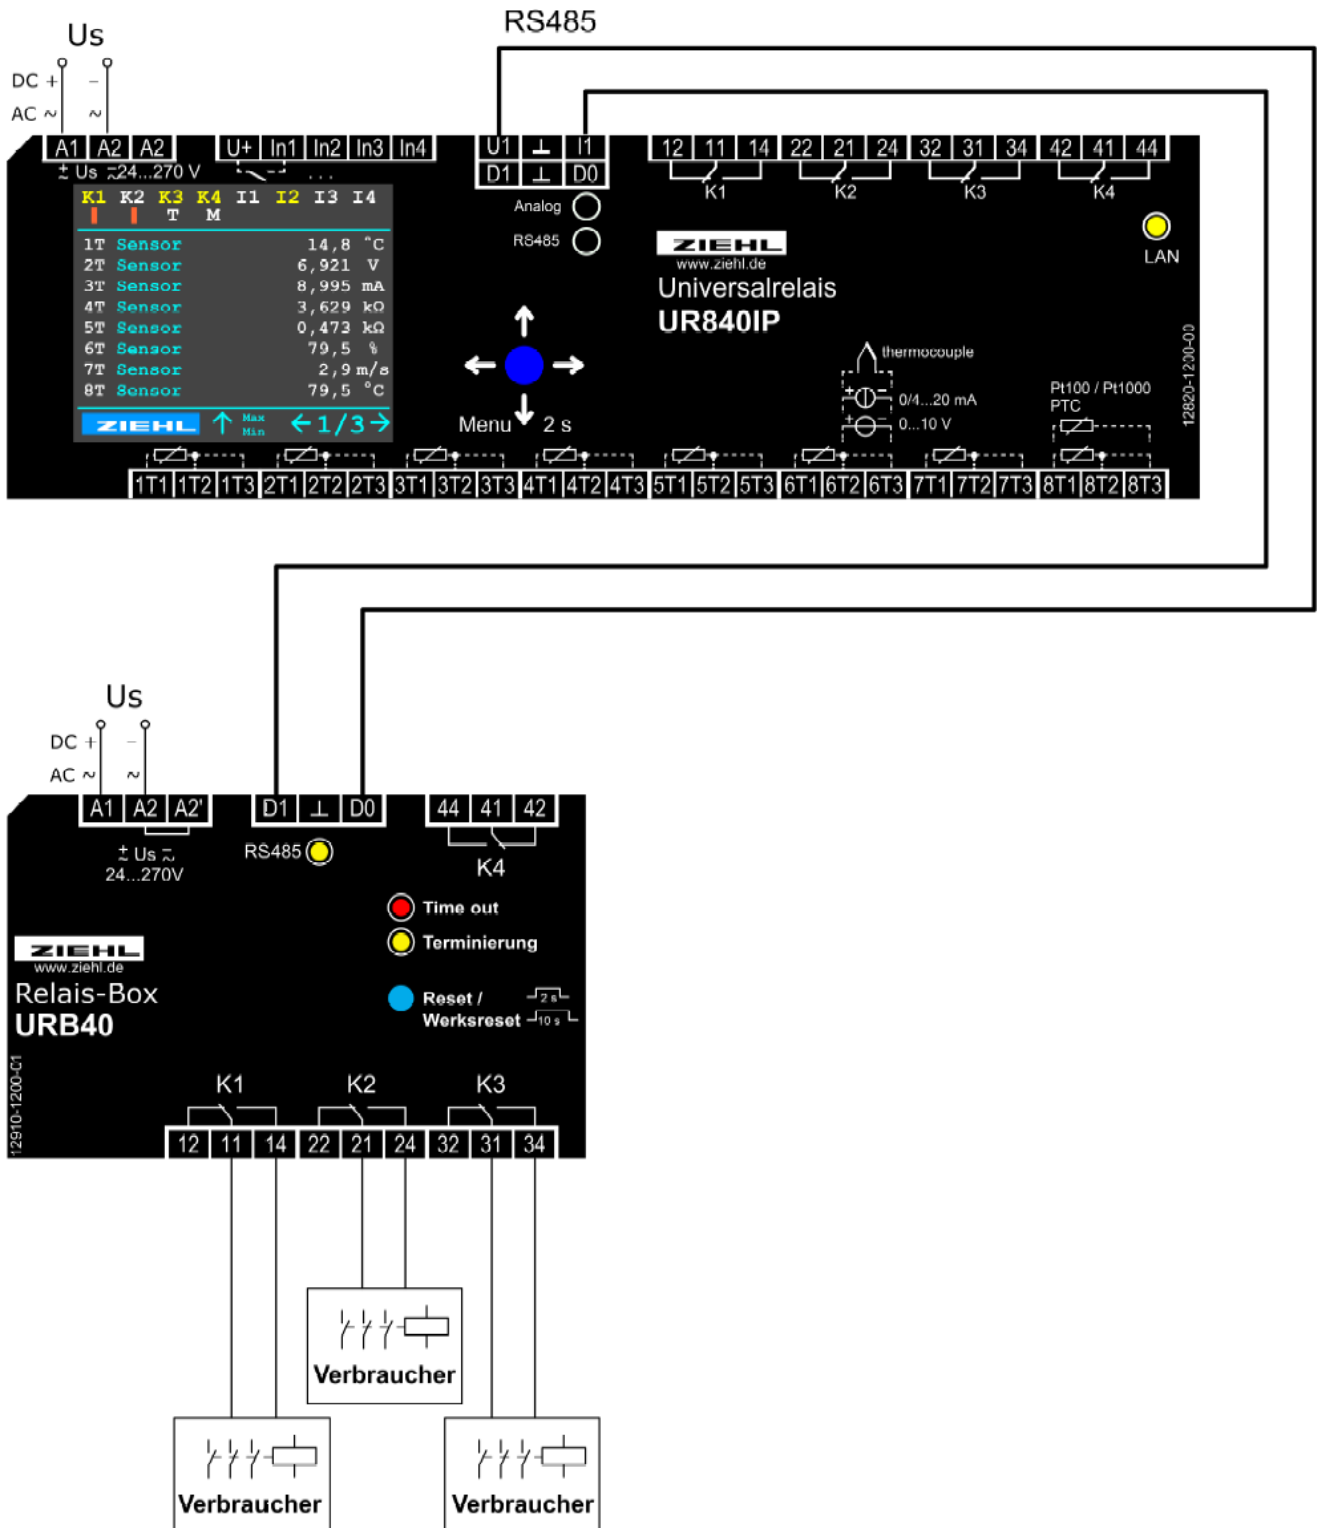 RS485
Us
DC + −
AC ~ ~
A1 A2 A2 U+ In1 In2 In3 In4 U1 ⊥ I1 12 11 14 22 21 24 32 31 34 42 41 44
± Us 24...270 V ... D1 ⊥ D0 K1 K2 K3 K4
K1 K2 K3 K4 I1 I2 I3 I4
T M
Analog
RS485
ZIEHL
www.ziehl.de
Universalrelais
UR840IP
LAN
1T Sensor 14,8 °C
2T Sensor 6,921 V
3T Sensor 8,995 mA
4T Sensor 3,629 kΩ
5T Sensor 0,473 kΩ
6T Sensor 79,5 %
7T Sensor 2,9 m/s
8T Sensor 79,5 °C
ZIEHL ↑ Max Min ← 1/3 →
Menu 2 s
thermocouple
+ −
0/4...20 mA
+ −
0...10 V
Pt100 / Pt1000
PTC
12820-1200-00
1T1 1T2 1T3 2T1 2T2 2T3 3T1 3T2 3T3 4T1 4T2 4T3 5T1 5T2 5T3 6T1 6T2 6T3 7T1 7T2 7T3 8T1 8T2 8T3
Us
DC + −
AC ~ ~
A1 A2 A2' D1 ⊥ D0 44 41 42
± Us
24...270V
RS485
K4
Time out
Terminierung
ZIEHL
www.ziehl.de
Relais-Box
URB40
Reset / 2 s
Werksreset 10 s
12910-1200-01
K1 K2 K3
12 11 14 22 21 24 32 31 34
Verbraucher
Verbraucher Verbraucher